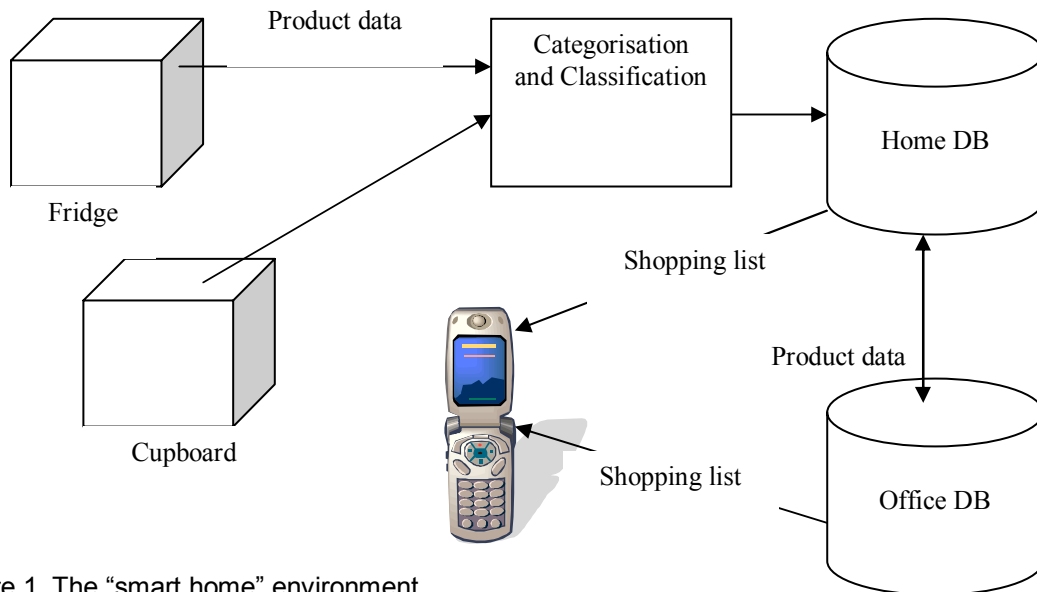 Product data
Categorisation
and Classification
Home DB
Fridge
Shopping list
Product data
Cupboard
Shopping list
Office DB
1. The “smart home” environment